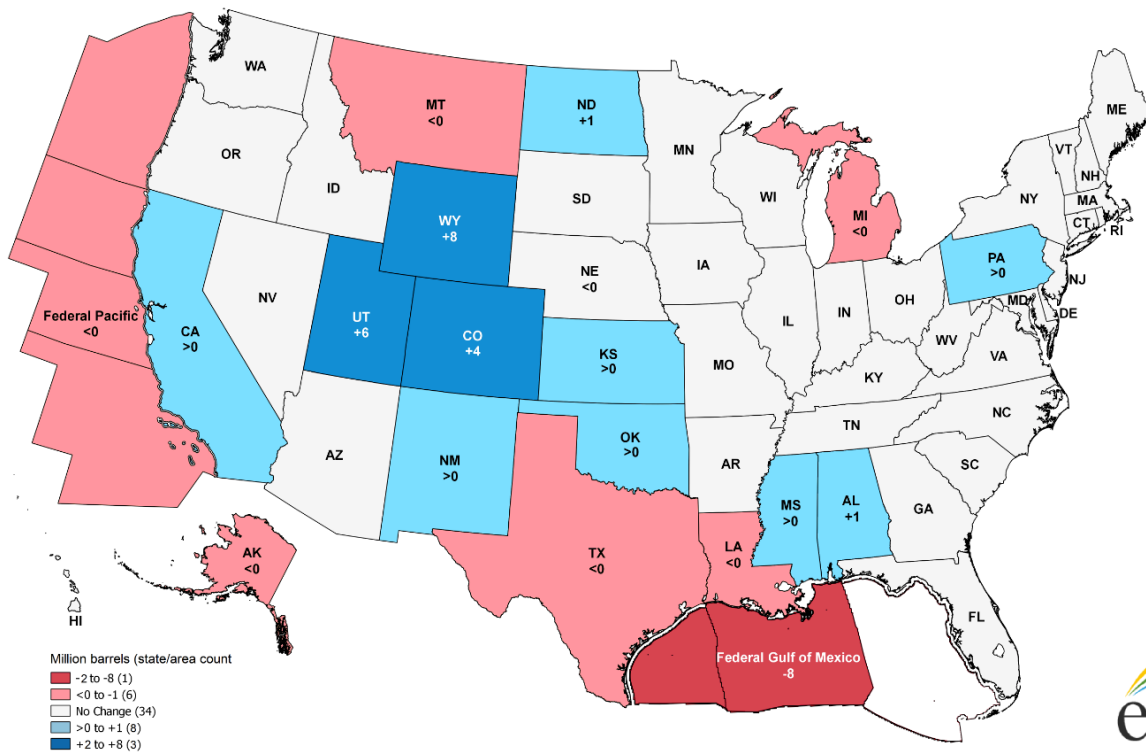 WA
MT
<0
ND
+1
ME
OR
MN
VT
ID
NH
SD
WI
NY
MA
WY
+8
MI
<0
CT
RI
NE
<0
IA
PA
>0
NJ
NV
Federal Pacific
<0
CA
>0
UT
+6
CO
+4
IL
IN
OH
MD
DE
KS
>0
MO
WV
VA
KY
NC
TN
AZ
NM
>0
OK
>0
AR
SC
MS
>0
AL
+1
GA
AK
<0
TX
<0
LA
<0
HI
FL
Federal Gulf of Mexico
-8
Million barrels (state/area count
-2 to -8 (1)
<0 to -1 (6)
No Change (34)
>0 to +1 (8)
+2 to +8 (3)
e